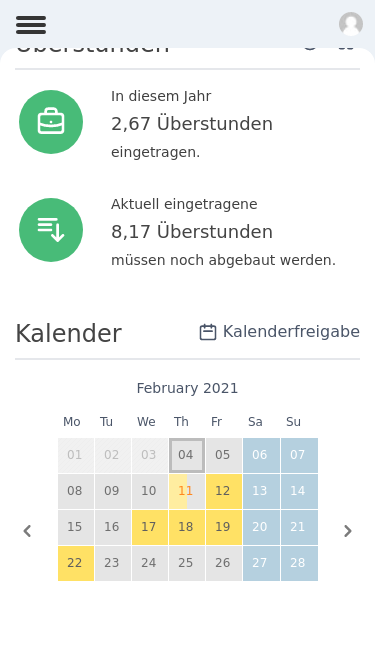 Überstunden
In diesem Jahr
2,67 Überstunden
eingetragen.
Aktuell eingetragene
8,17 Überstunden
müssen noch abgebaut werden.
Kalender
Kalenderfreigabe
February 2021
Mo Tu We Th Fr Sa Su
01 02 03 04 05 06 07
08 09 10 11 12 13 14
15 16 17 18 19 20 21
22 23 24 25 26 27 28